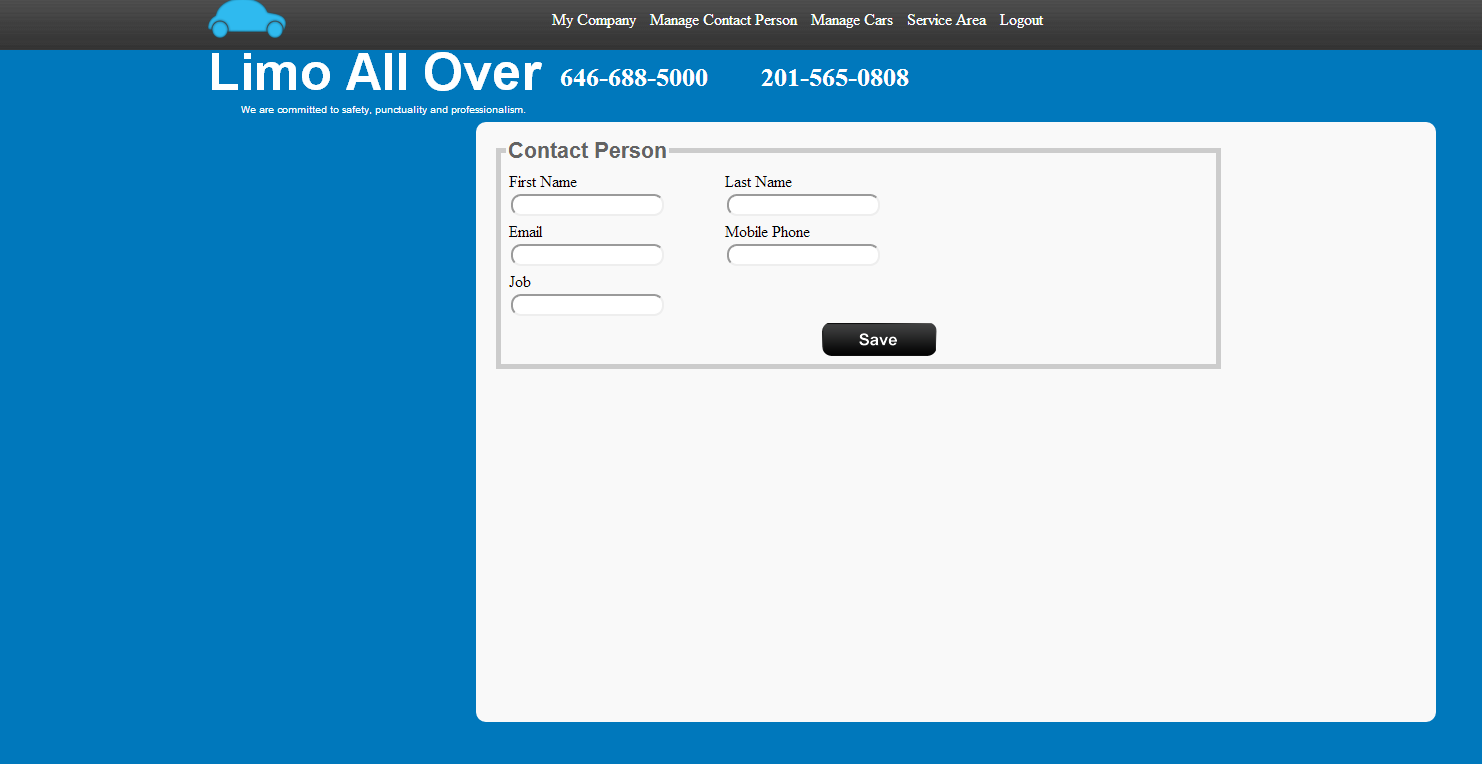 My Company Manage Contact Person Manage Cars Service Area Logout
Limo All Over 646-688-5000 201-565-0808
We are committed to safety, punctuality and professionalism.
Contact Person
First Name Last Name
Email Mobile Phone
Job
Save